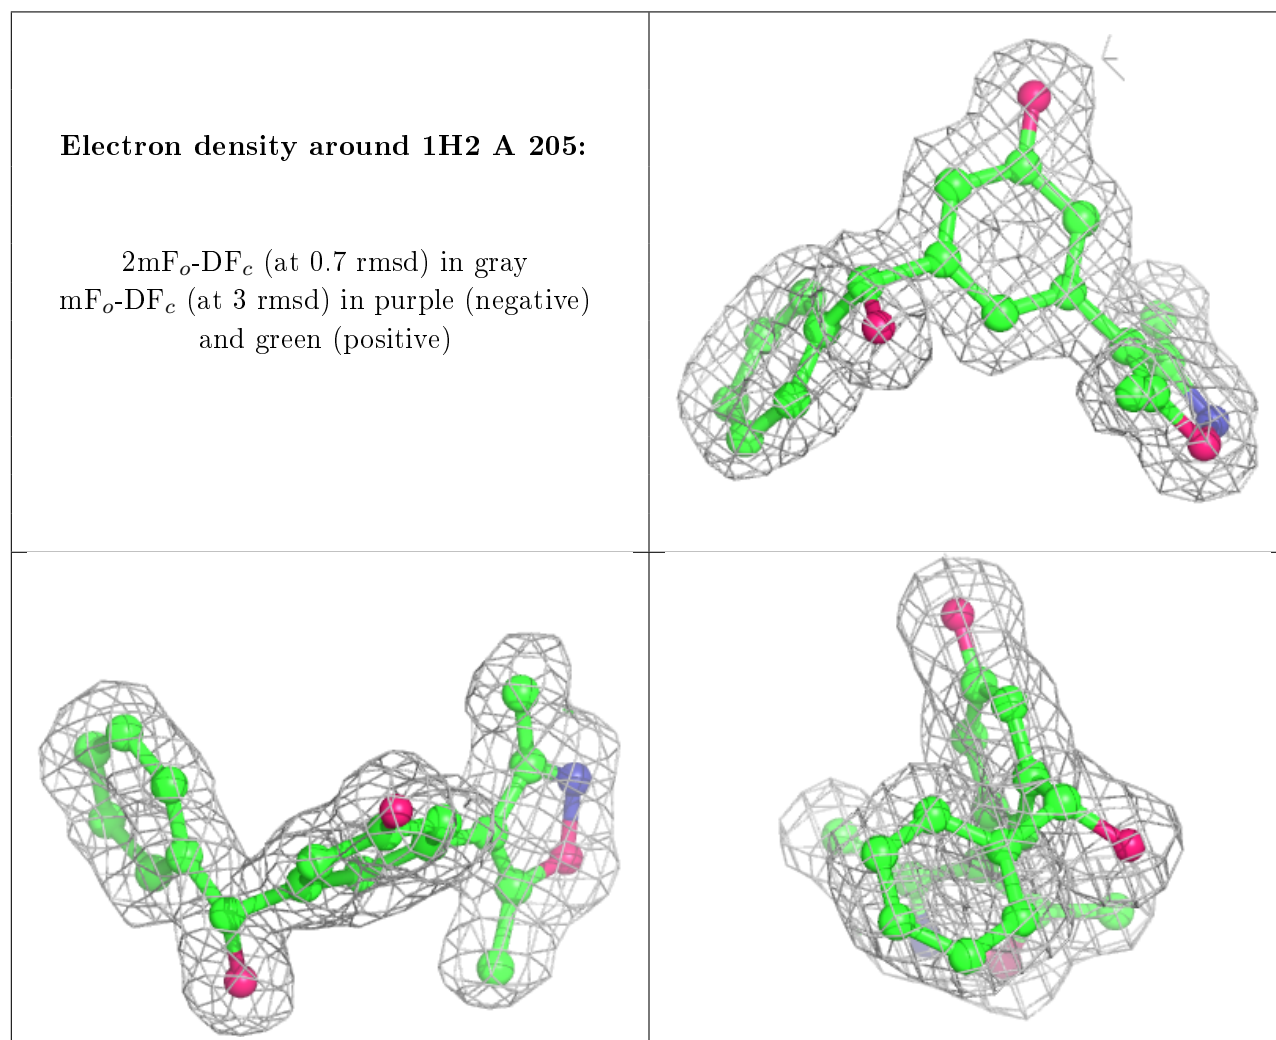 Electron density around 1H2 A 205:
2mFo-DFc (at 0.7 rmsd) in gray
mFo-DFc (at 3 rmsd) in purple (negative)
and green (positive)